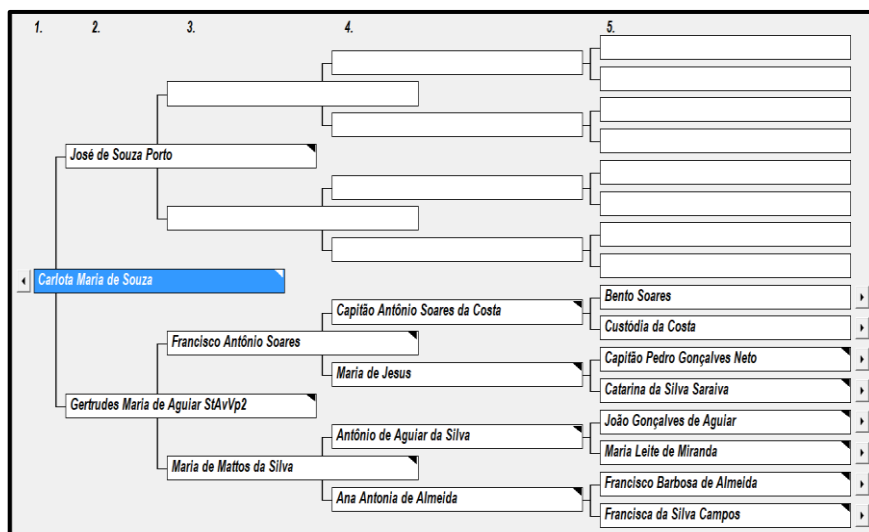 1. 2. 3. 4. 5.
José de Souza Porto
Carlota Maria de Souza
Bento Soares
Capitão Antônio Soares da Costa
Custódia da Costa
Francisco Antônio Soares
Capitão Pedro Gonçalves Neto
Maria de Jesus
Catarina da Silva Saraiva
Gertrudes Maria de Aguiar StAvVp2
João Gonçalves de Aguiar
Antônio de Aguiar da Silva
Maria Leite de Miranda
Maria de Mattos da Silva
Francisco Barbosa de Almeida
Ana Antonia de Almeida
Francisca da Silva Campos